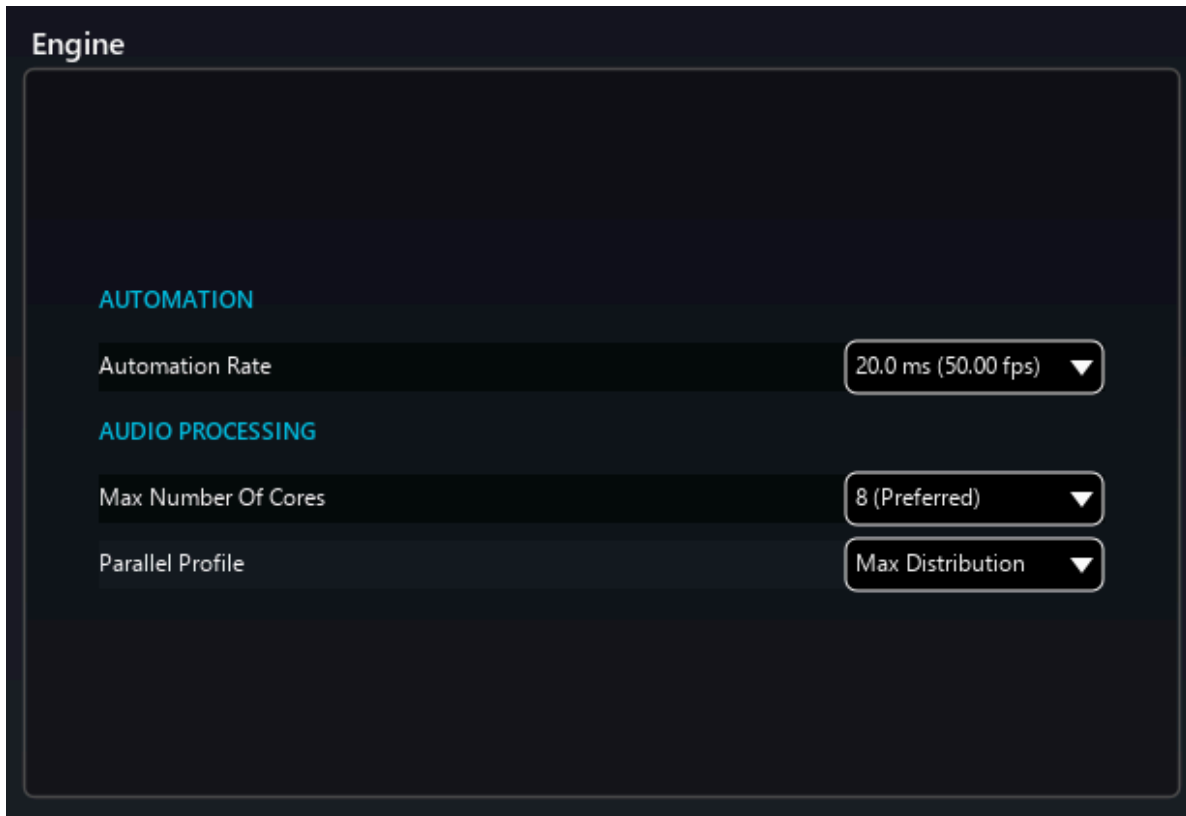 Engine
AUTOMATION
Automation Rate 20.0 ms (50.00 fps)
AUDIO PROCESSING
Max Number Of Cores 8 (Preferred)
Parallel Profile Max Distribution